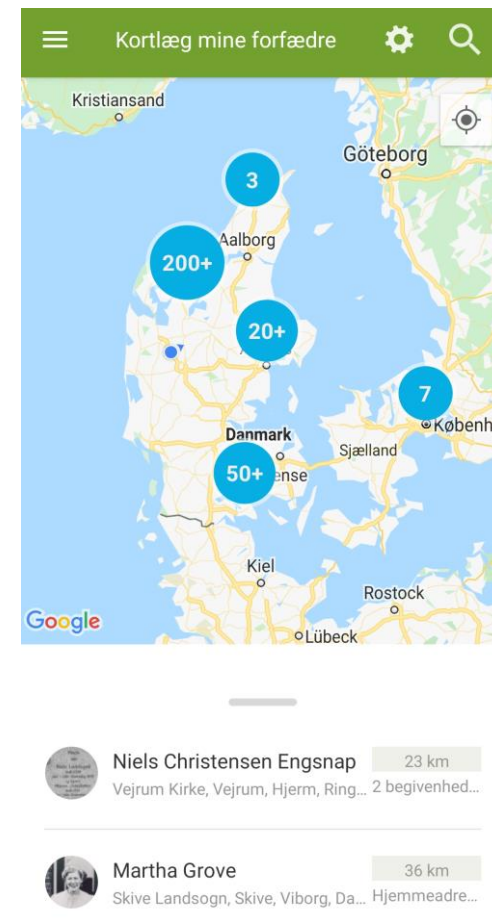 Kortlæg mine forfædre
Kristiansand
Göteborg
3
Aalborg
200+
20+
7
Københ
Danmark
Sjælland
50+
ense
Kiel
Rostock
Google
Lübeck
Niels Christensen Engsnap
23 km
Vejrum Kirke, Vejrum, Hjerm, Ring...
2 begivenhed...
Martha Grove
36 km
Skive Landsogn, Skive, Viborg, Da...
Hjemmeadre...